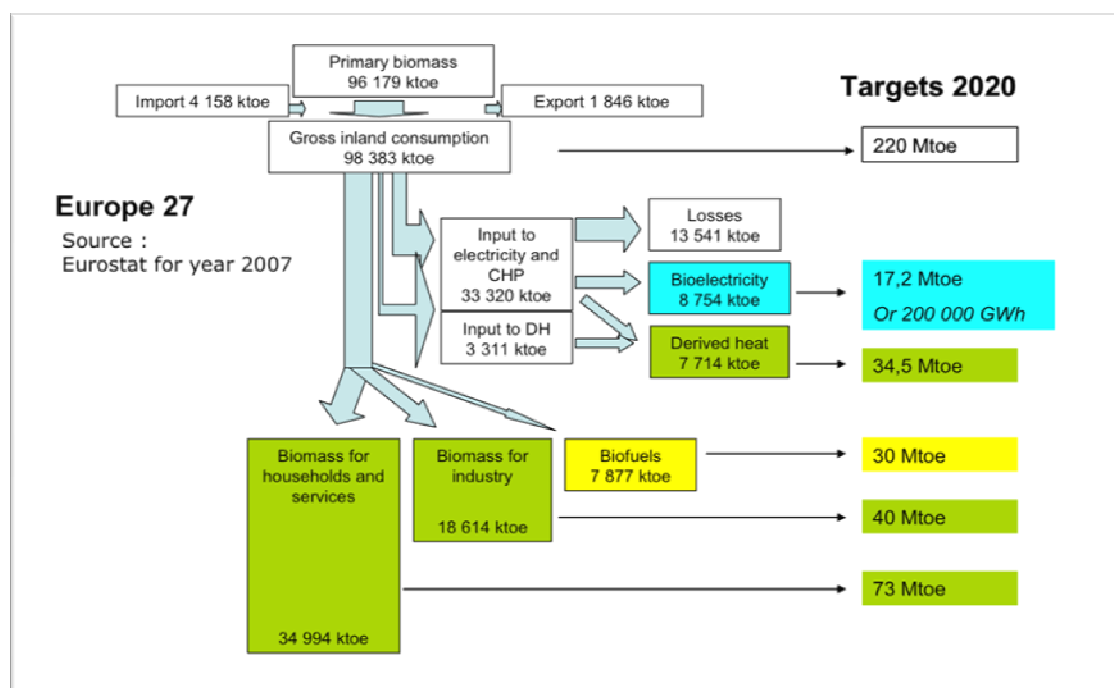 Primary biomass
96 179 ktoe
Import 4 158 ktoe
Export 1 846 ktoe
Targets 2020
Gross inland consumption
98 383 ktoe
220 Mtoe
Europe 27
Source :
Eurostat for year 2007
Input to
electricity and
CHP
33 320 ktoe
Losses
13 541 ktoe
Bioelectricity
8 754 ktoe
17,2 Mtoe
Or 200 000 GWh
Input to DH
3 311 ktoe
Derived heat
7 714 ktoe
34,5 Mtoe
Biomass for
households and
services
34 994 ktoe
Biomass for
industry
18 614 ktoe
Biofuels
7 877 ktoe
30 Mtoe
40 Mtoe
73 Mtoe